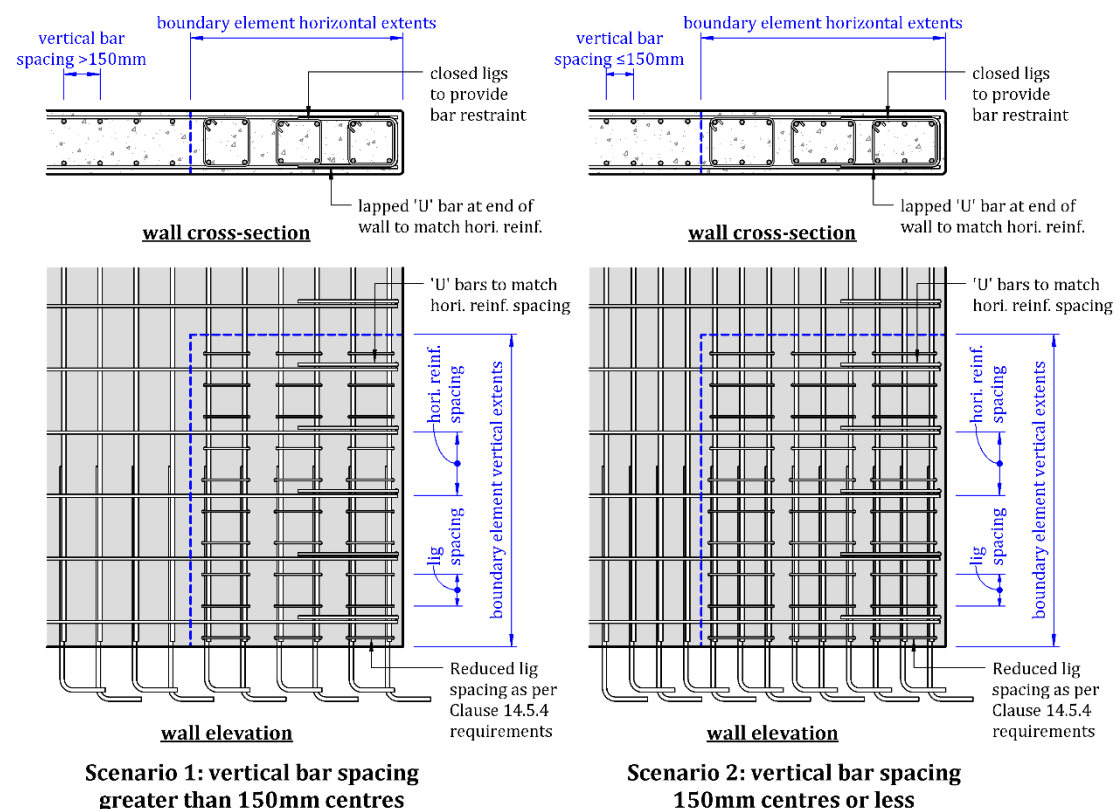 boundary element horizontal extents
vertical bar
spacing >150mm
closed ligs
to provide
bar restraint
lapped 'U' bar at end of
wall to match hori. reinf.
wall cross-section
'U' bars to match
hori. reinf. spacing
hori. reinf.
spacing
lig
spacing
boundary element vertical extents
Reduced lig
spacing as per
Clause 14.5.4
requirements
wall elevation
Scenario 1: vertical bar spacing
greater than 150mm centres
boundary element horizontal extents
vertical bar
spacing ≤150mm
closed ligs
to provide
bar restraint
lapped 'U' bar at end of
wall to match hori. reinf.
wall cross-section
'U' bars to match
hori. reinf. spacing
hori. reinf.
spacing
lig
spacing
boundary element vertical extents
Reduced lig
spacing as per
Clause 14.5.4
requirements
wall elevation
Scenario 2: vertical bar spacing
150mm centres or less